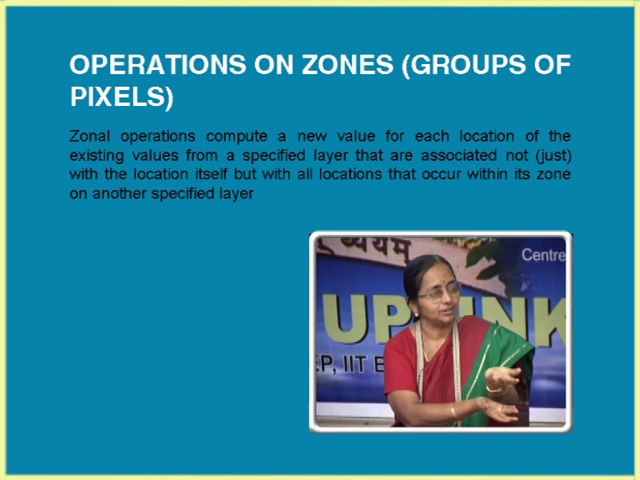 OPERATIONS ON ZONES (GROUPS OF
PIXELS)
Zonal operations compute a new value for each location of the
existing values from a specified layer that are associated not (just)
with the location itself but with all locations that occur within its zone
on another specified layer
Centre
UP
INK
EP, IIT B